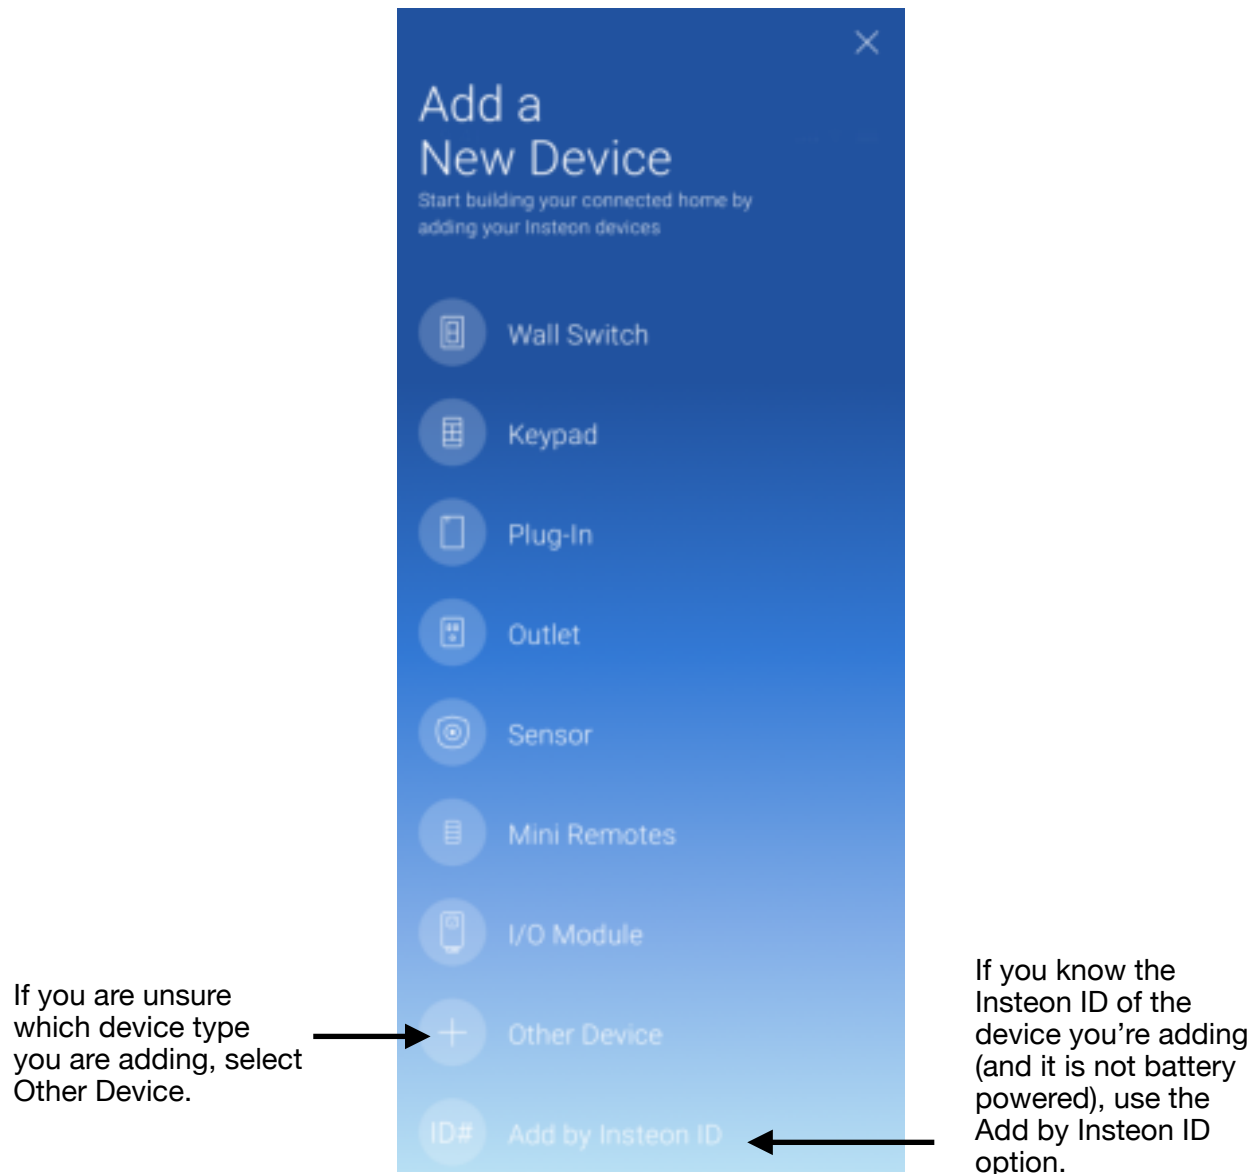 Add a
New Device
Start building your connected home by
adding your Insteon devices
Wall Switch
Keypad
Plug-In
Outlet
Sensor
Mini Remotes
I/O Module
Other Device
ID# Add by Insteon ID
If you are unsure
which device type
you are adding, select
Other Device.
If you know the
Insteon ID of the
device you’re adding
(and it is not battery
powered), use the
Add by Insteon ID
option.